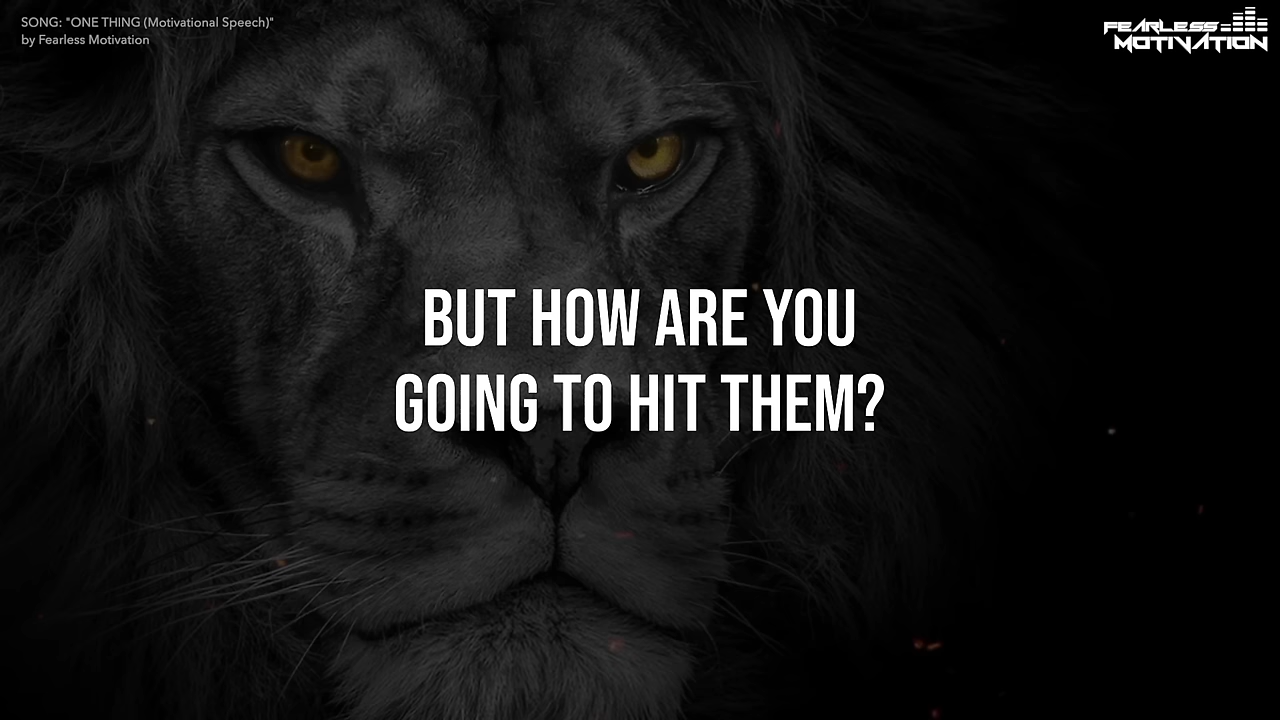 SONG: "ONE THING (Motivational Speech)"
by Fearless Motivation
FEARLESS
MOTIVATION
BUT HOW ARE YOU
GOING TO HIT THEM?